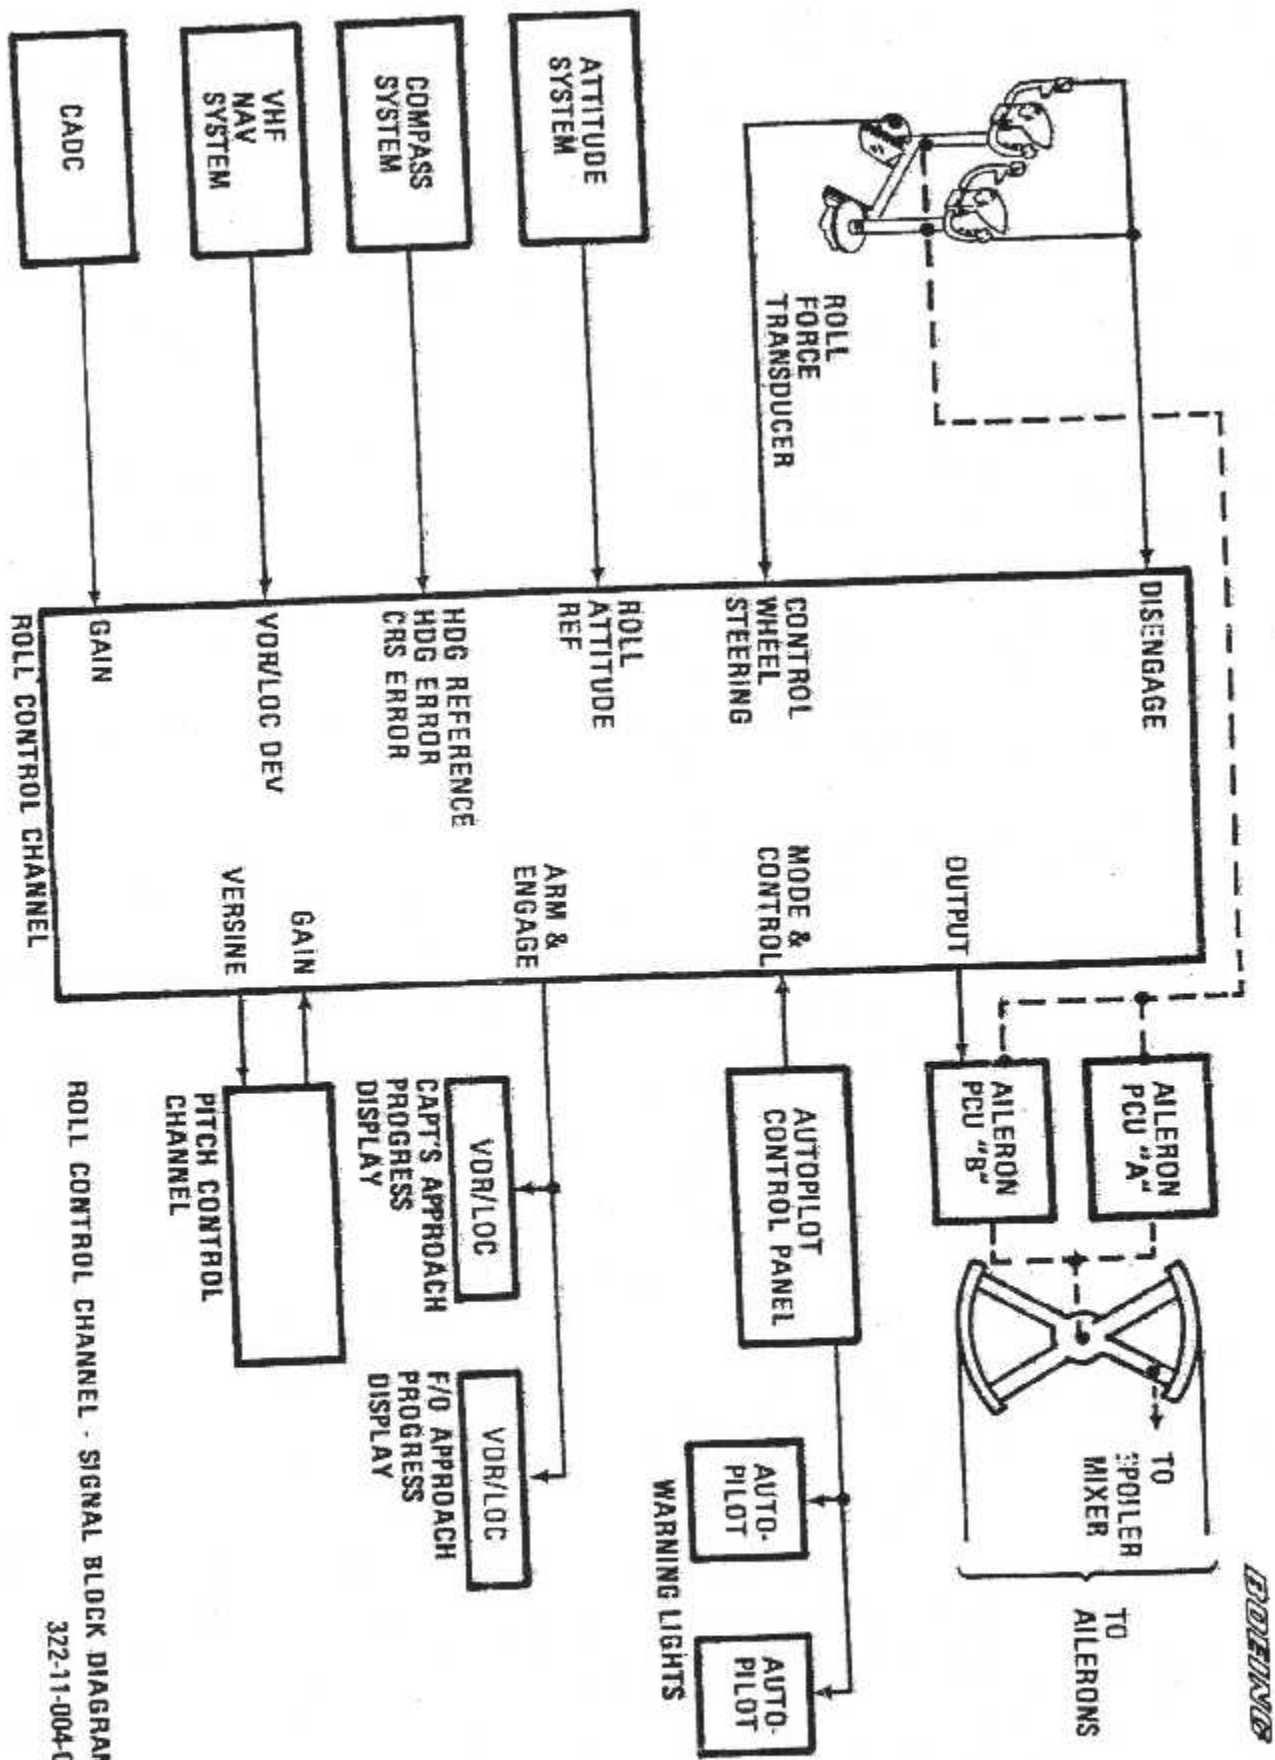 BOEING
DISENGAGE
ROLL
FORCE
TRANSDUCER
CONTROL
WHEEL
STEERING
ATTITUDE
SYSTEM
ROLL
ATTITUDE
REF
COMPASS
SYSTEM
HDG REFERENCE
HDG ERROR
CRS ERROR
VHF
NAV
SYSTEM
VOR/LOC DEV
CADC
GAIN
ROLL CONTROL CHANNEL
OUTPUT
MODE &
CONTROL
ARM &
ENGAGE
GAIN
VERSINE
AILERON
PCU "A"
AILERON
PCU "B"
TO
SPOILER
MIXER
TO
AILERONS
AUTOPILOT
CONTROL PANEL
AUTO-
PILOT
AUTO-
PILOT
WARNING LIGHTS
VOR/LOC
CAPT'S APPROACH
PROGRESS
DISPLAY
VOR/LOC
F/O APPROACH
PROGRESS
DISPLAY
PITCH CONTROL
CHANNEL
ROLL CONTROL CHANNEL - SIGNAL BLOCK DIAGRAM
322-11-004-0